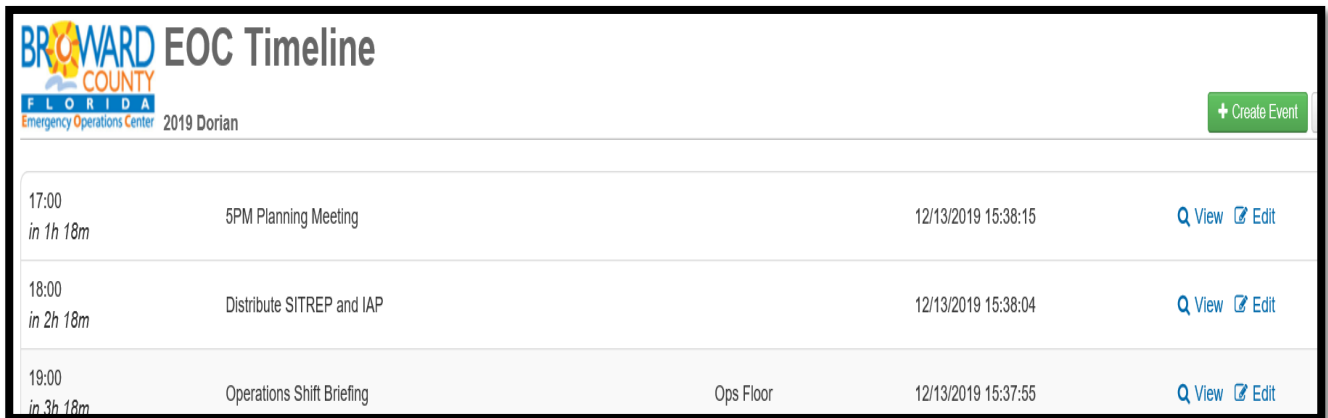 BROWARD
COUNTY
FLORIDA
Emergency Operations Center
EOC Timeline
2019 Dorian
+ Create Event
17:00
in 1h 18m
5PM Planning Meeting
12/13/2019 15:38:15
View Edit
18:00
in 2h 18m
Distribute SITREP and IAP
12/13/2019 15:38:04
View Edit
19:00
in 3h 18m
Operations Shift Briefing
Ops Floor
12/13/2019 15:37:55
View Edit